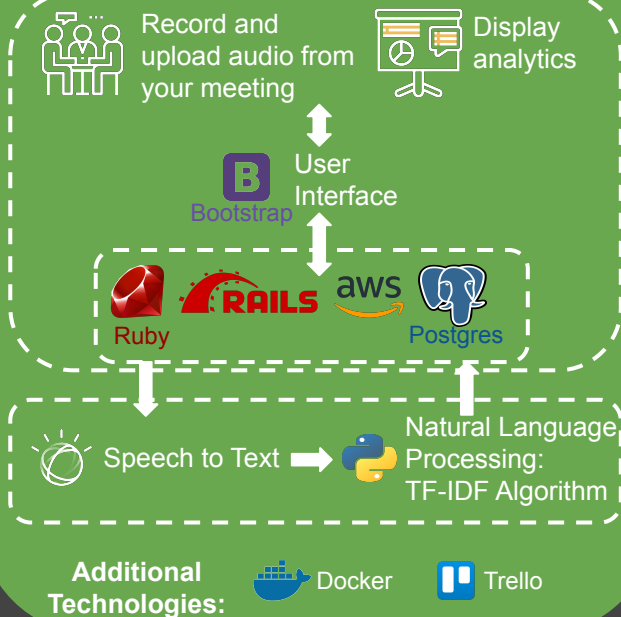 Record and
upload audio from
your meeting
Display
analytics
B
User
Interface
Bootstrap
RAILS
aws
Ruby
Postgres
Speech to Text
Natural Language
Processing:
TF-IDF Algorithm
Additional
Technologies:
Docker
Trello